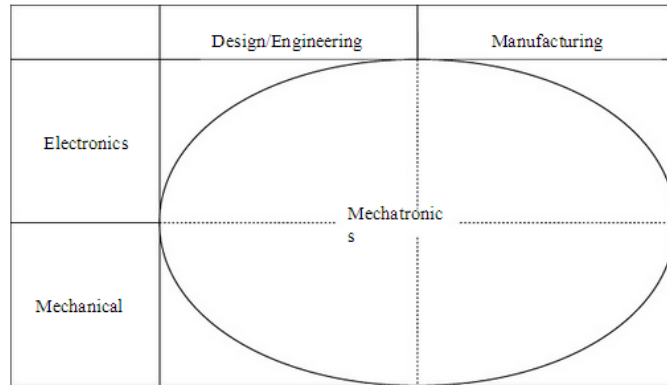 Design/Engineering Manufacturing
Electronics
Mechatronic
s
Mechanical